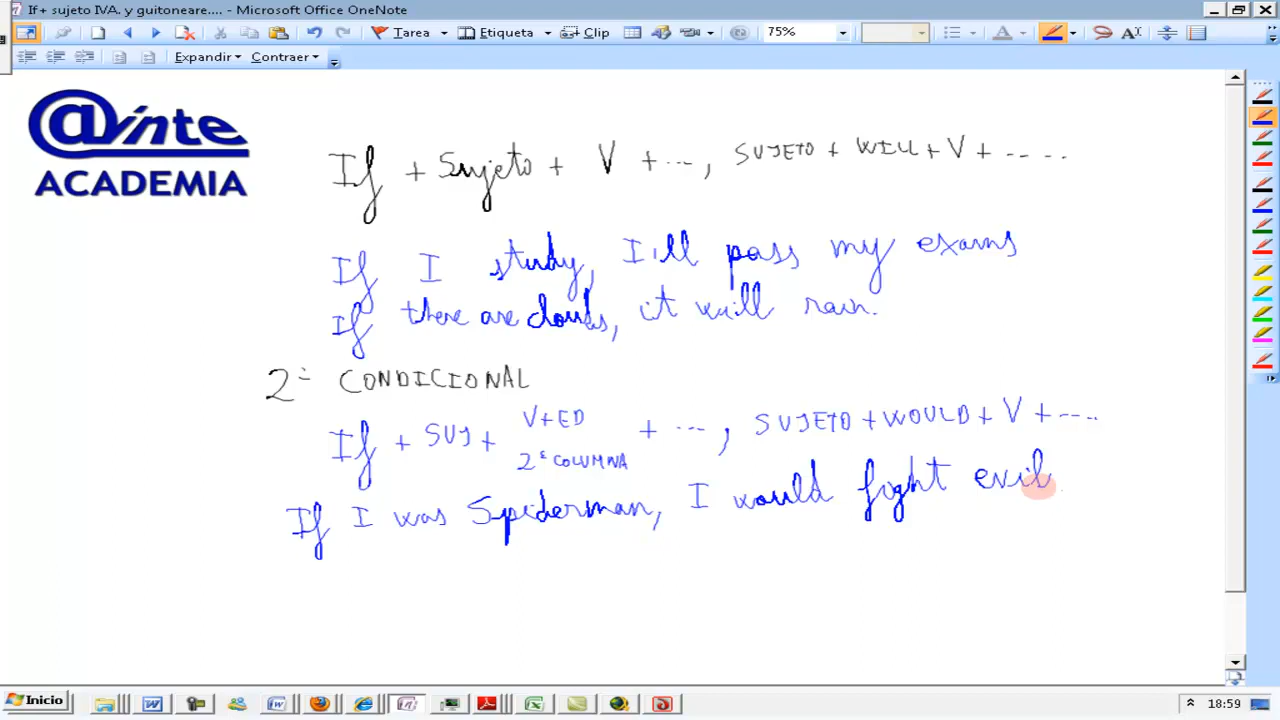 If+ sujeto IVA. y guitoneare.... - Microsoft Office OneNote
Tarea Etiqueta Clip 75%
Expandir Contraer
@inte
ACADEMIA
If + Sujeto + V + ..., SUJETO + WILL + V + .....
If I study, I'll pass my exams
If there are clouds, it will rain.
2º CONDICIONAL
If + SUJ + V+ED + ..., SUJETO + WOULD + V + ....
2ª COLUMNA
If I was Spiderman, I would fight evil
Inicio 18:59